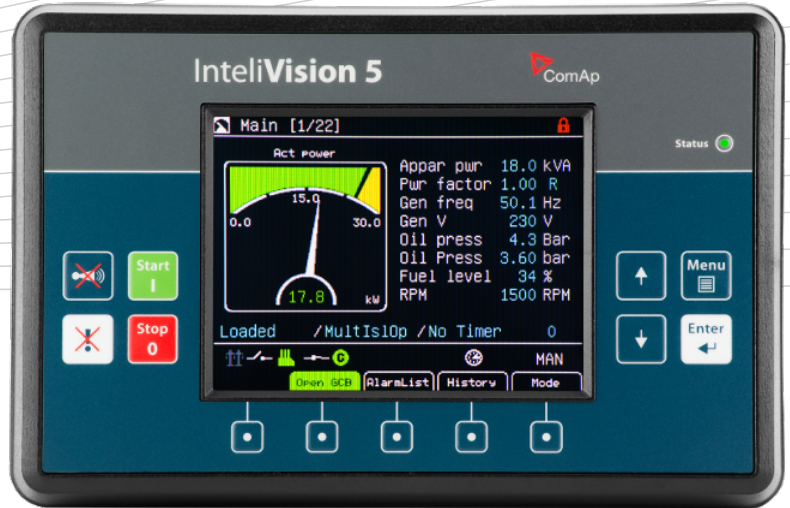 InteliVision 5
ComAp
Main [1/22]
Status
Act power
15.0
0.0
30.0
17.8 kW
Appar pwr 18.0 kVA
Pwr factor 1.00 R
Gen freq 50.1 Hz
Gen V 230 V
Oil press 4.3 Bar
Oil Press 3.60 bar
Fuel level 34 %
RPM 1500 RPM
Start
I
Menu
Stop
0
Enter
Loaded /MultIslOp /No Timer 0
G
MAN
Open GCB
AlarmList
History
Mode